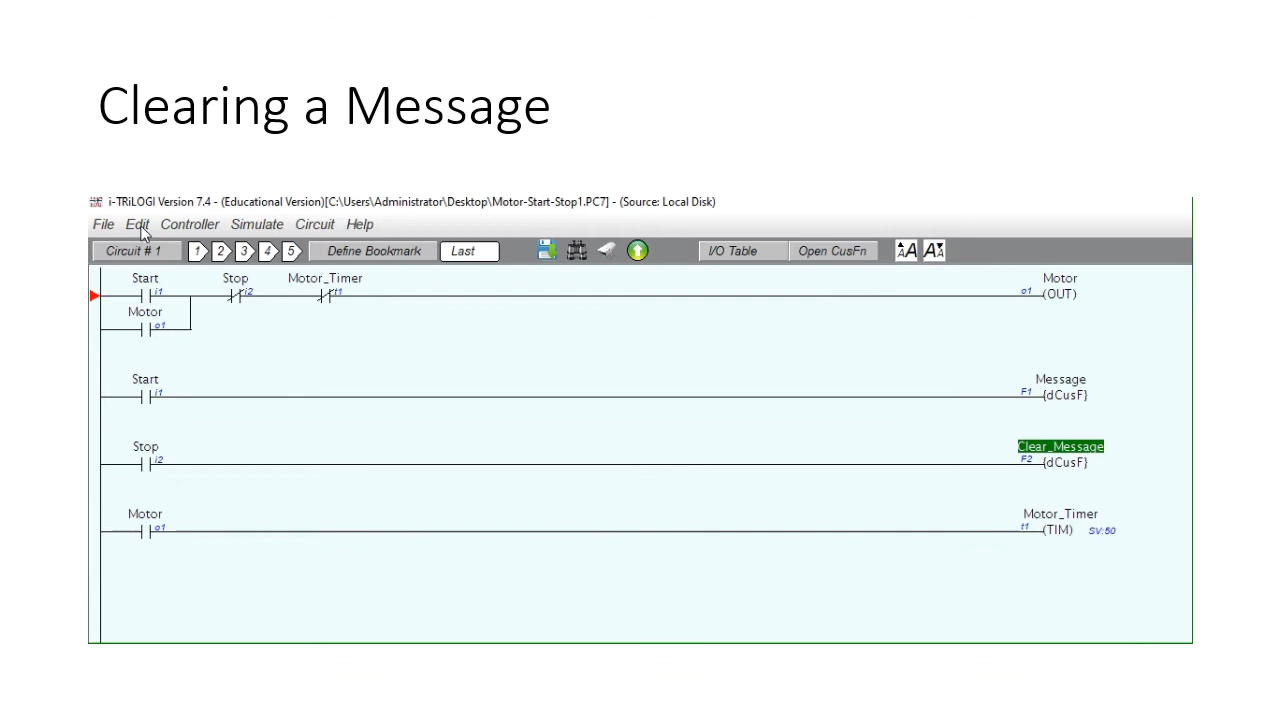 Clearing a Message
i-TRiLOGI Version 7.4 - (Educational Version)[C:\Users\Administrator\Desktop\Motor-Start-Stop1.PC7] - (Source: Local Disk)
File Edit Controller Simulate Circuit Help
Circuit # 1 1 2 3 4 5 Define Bookmark Last I/O Table Open CusFn AA AA
Start Stop Motor_Timer Motor
i1 i2 t1 o1 (OUT)
Motor
o1
Start Message
i1 F1 {dCusF}
Stop Clear_Message
i2 F2 {dCusF}
Motor Motor_Timer
o1 t1 (TIM) SV:50